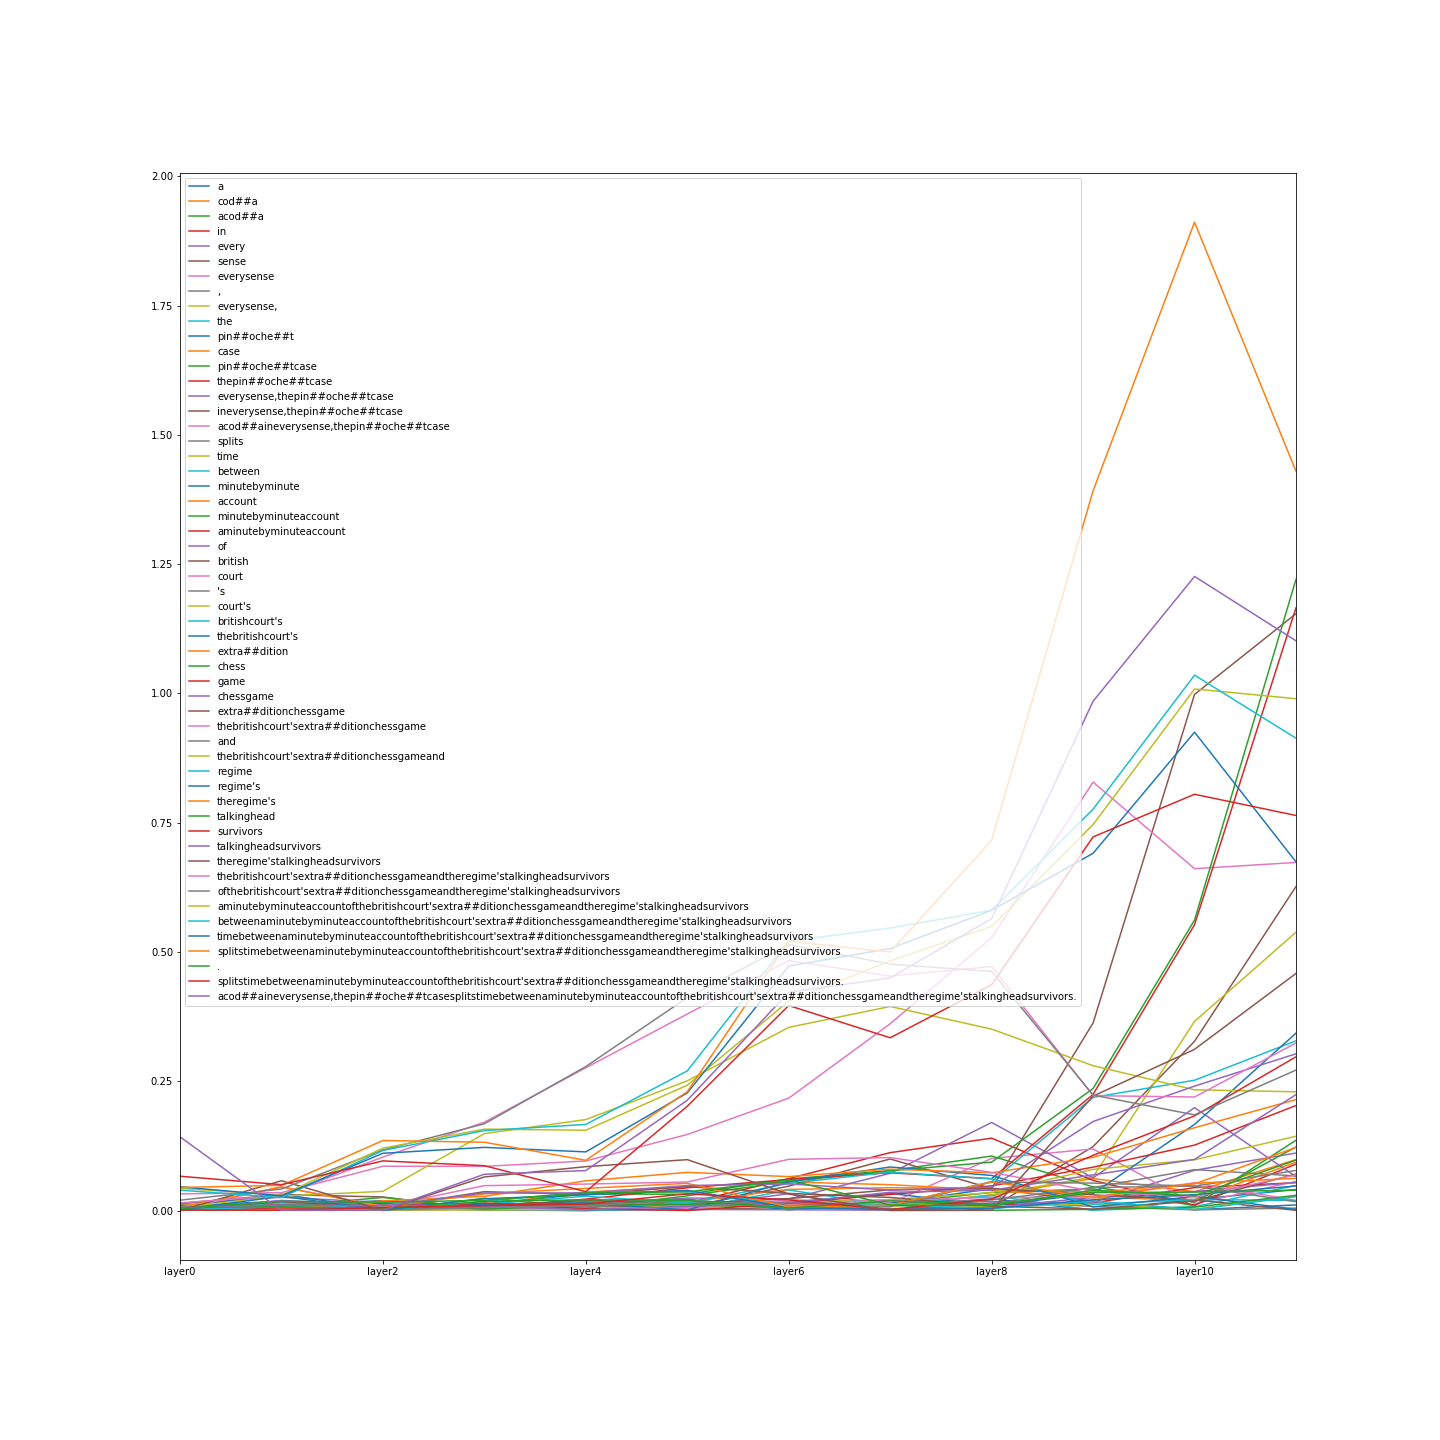 2.00
1.75
1.50
1.25
1.00
0.75
0.50
0.25
0.00
a
cod##a
acod##a
in
every
sense
everysense
,
everysense,
the
pin##oche##t
case
pin##oche##tcase
thepin##oche##tcase
everysense,thepin##oche##tcase
ineverysense,thepin##oche##tcase
acod##aineverysense,thepin##oche##tcase
splits
time
between
minutebyminute
account
minutebyminuteaccount
aminutebyminuteaccount
of
british
court
's
court's
britishcourt's
thebritishcourt's
extra##dition
chess
game
chessgame
extra##ditionchessgame
thebritishcourt'sextra##ditionchessgame
and
thebritishcourt'sextra##ditionchessgameand
regime
regime's
theregime's
talkinghead
survivors
talkingheadsurvivors
theregime'stalkingheadsurvivors
thebritishcourt'sextra##ditionchessgameandtheregime'stalkingheadsurvivors
ofthebritishcourt'sextra##ditionchessgameandtheregime'stalkingheadsurvivors
aminutebyminuteaccountofthebritishcourt'sextra##ditionchessgameandtheregime'stalkingheadsurvivors
betweenaminutebyminuteaccountofthebritishcourt'sextra##ditionchessgameandtheregime'stalkingheadsurvivors
timebetweenaminutebyminuteaccountofthebritishcourt'sextra##ditionchessgameandtheregime'stalkingheadsurvivors
splitstimebetweenaminutebyminuteaccountofthebritishcourt'sextra##ditionchessgameandtheregime'stalkingheadsurvivors
.
splitstimebetweenaminutebyminuteaccountofthebritishcourt'sextra##ditionchessgameandtheregime'stalkingheadsurvivors.
acod##aineverysense,thepin##oche##tcasesplitstimebetweenaminutebyminuteaccountofthebritishcourt'sextra##ditionchessgameandtheregime'stalkingheadsurvivors.
layer0 layer2 layer4 layer6 layer8 layer10